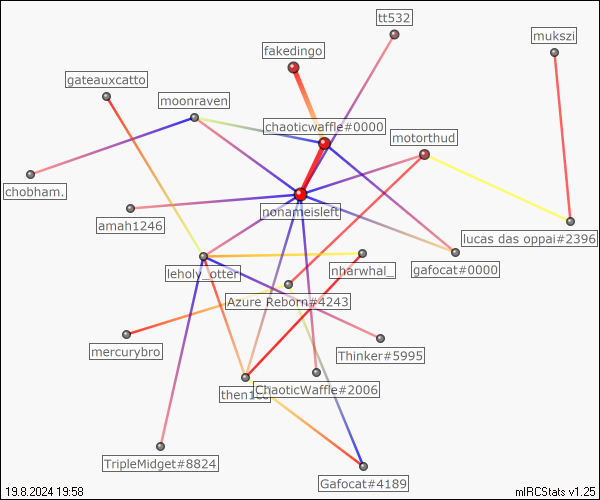 tt532
mukszi
fakedingo
gateauxcatto
moonraven
chaoticwaffle#0000
motorthud
chobham.
amah1246
nonameisleft
lucas das oppai#2396
gafocat#0000
leholy_otter
nharwhal_
Azure Reborn#4243
mercurybro
Thinker#5995
ChaoticWaffle#2006
TripleMidget#8824
Gafocat#4189
19.8.2024 19:58
mIRCStats v1.25